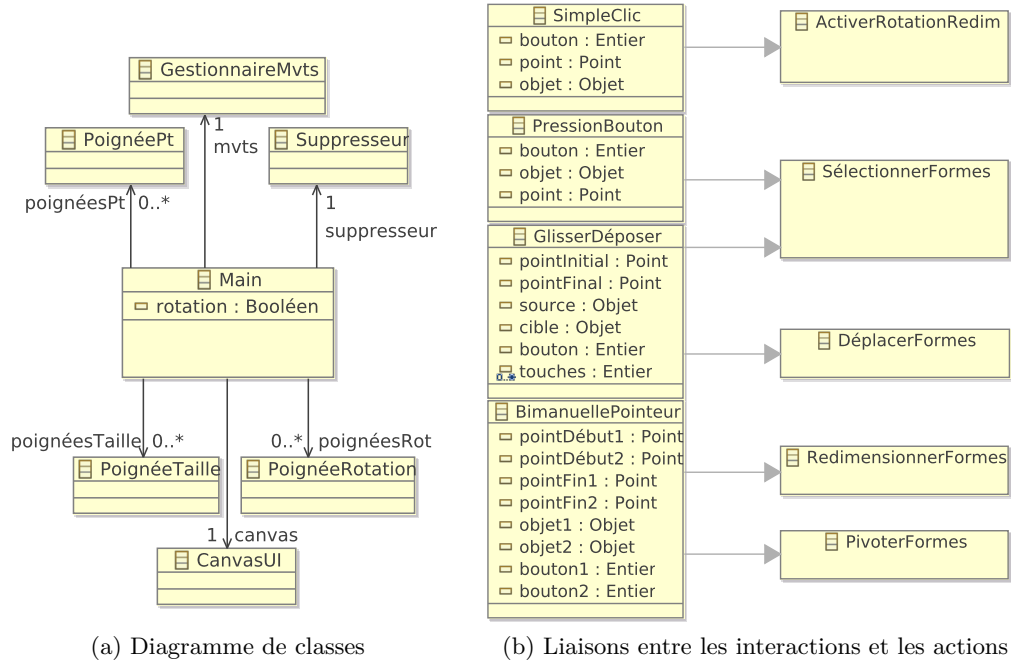 GestionnaireMvts
1
mvts
PoignéePt
Suppresseur
poignéesPt
0..*
1
suppresseur
Main
rotation : Booléen
poignéesTaille
0..*
0..*
poignéesRot
PoignéeTaille
PoignéeRotation
1
canvas
CanvasUI
(a) Diagramme de classes
SimpleClic
bouton : Entier
point : Point
objet : Objet
PressionBouton
bouton : Entier
objet : Objet
point : Point
GlisserDéposer
pointInitial : Point
pointFinal : Point
source : Objet
cible : Objet
bouton : Entier
0..* touches : Entier
BimanuellePointeur
pointDébut1 : Point
pointDébut2 : Point
pointFin1 : Point
pointFin2 : Point
objet1 : Objet
objet2 : Objet
bouton1 : Entier
bouton2 : Entier
ActiverRotationRedim
SélectionnerFormes
DéplacerFormes
RedimensionnerFormes
PivoterFormes
(b) Liaisons entre les interactions et les actions